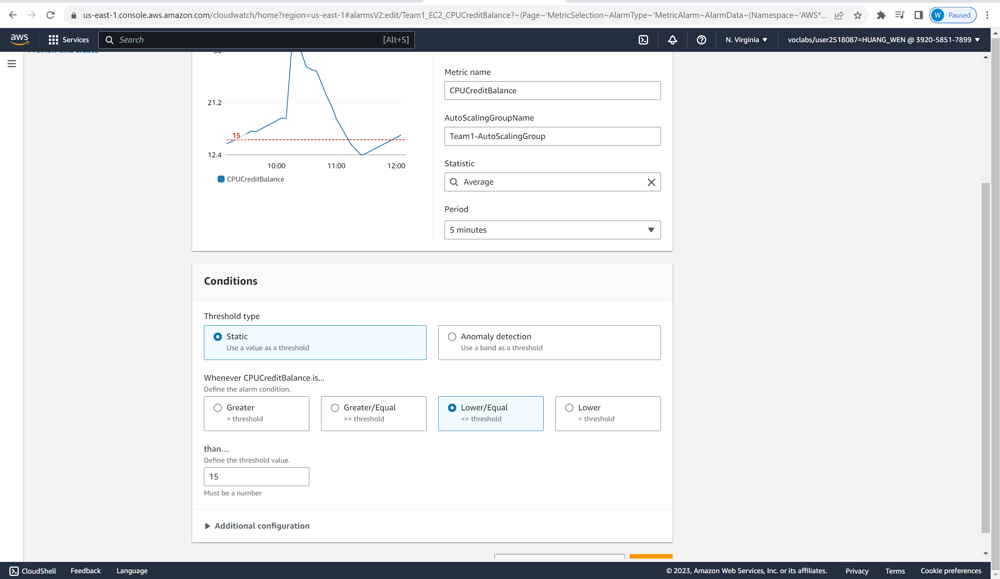 us-east-1.console.aws.amazon.com/cloudwatch/home?region=us-east-1#alarmsV2:edit/Team1_EC2_CPUCreditBalance?~(Page~'MetricSelection~AlarmType~'MetricAlarm~AlarmData~(Namespace~'AWS*...
W Paused
aws Services Search [Alt+S] N. Virginia voclabs/user2518087=HUANG_WEN @ 3920-5851-7899
Preview and create
30
21.2
15
12.4
10:00 11:00 12:00
CPUCreditBalance
Metric name
CPUCreditBalance
AutoScalingGroupName
Team1-AutoScalingGroup
Statistic
Average
Period
5 minutes
Conditions
Threshold type
Static
Use a value as a threshold
Anomaly detection
Use a band as a threshold
Whenever CPUCreditBalance is...
Define the alarm condition.
Greater
> threshold
Greater/Equal
>= threshold
Lower/Equal
<= threshold
Lower
< threshold
than...
Define the threshold value.
15
Must be a number
Additional configuration
CloudShell Feedback Language © 2023, Amazon Web Services, Inc. or its affiliates. Privacy Terms Cookie preferences